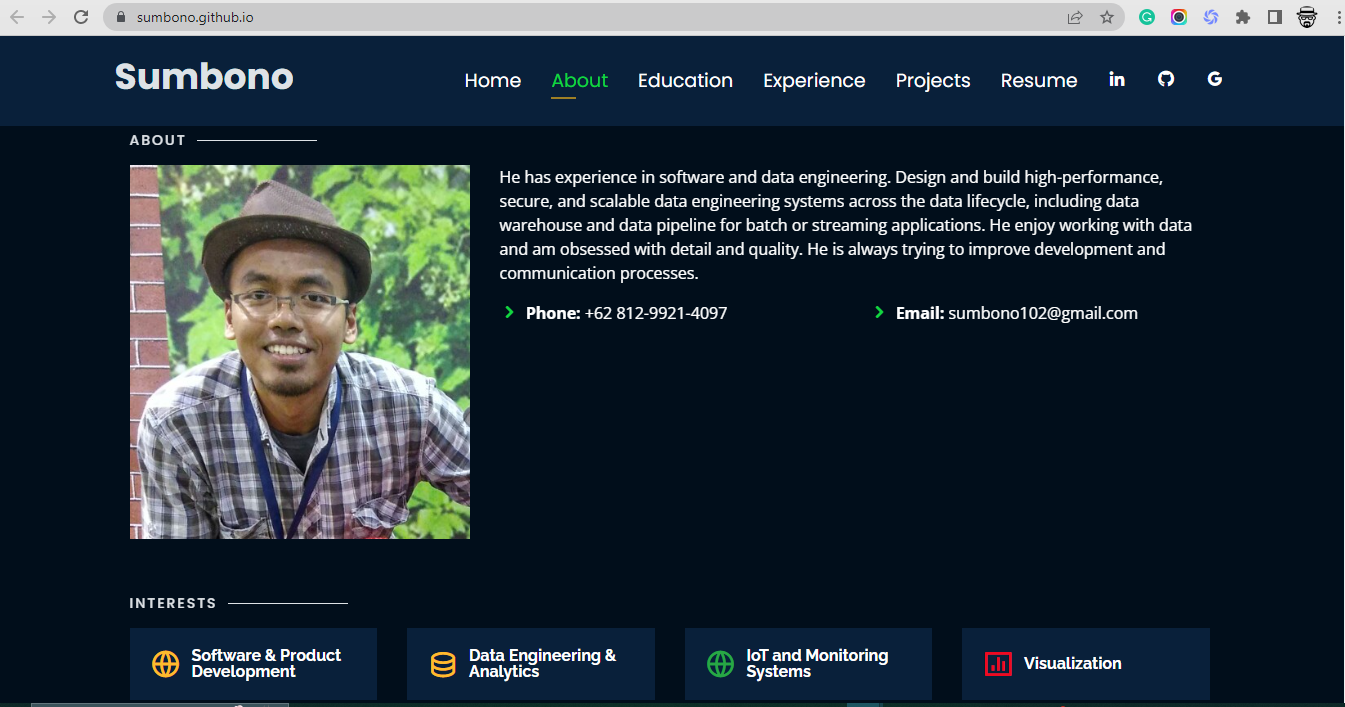 sumbono.github.io
Sumbono
Home About Education Experience Projects Resume
ABOUT
He has experience in software and data engineering. Design and build high-performance,
secure, and scalable data engineering systems across the data lifecycle, including data
warehouse and data pipeline for batch or streaming applications. He enjoy working with data
and am obsessed with detail and quality. He is always trying to improve development and
communication processes.
Phone: +62 812-9921-4097
Email: sumbono102@gmail.com
INTERESTS
Software & Product
Development
Data Engineering &
Analytics
IoT and Monitoring
Systems
Visualization